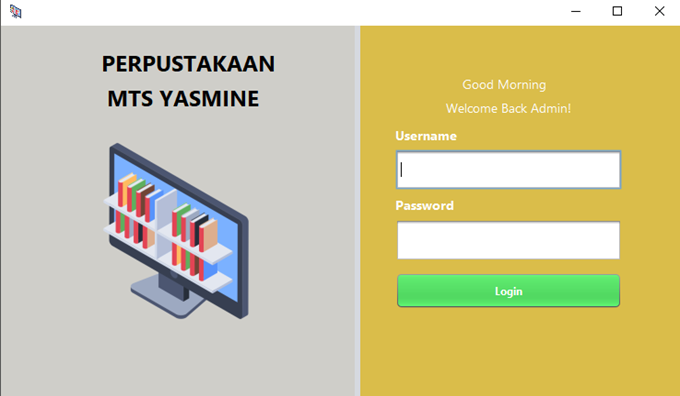 PERPUSTAKAAN
MTS YASMINE
Good Morning
Welcome Back Admin!
Username
Password
Login